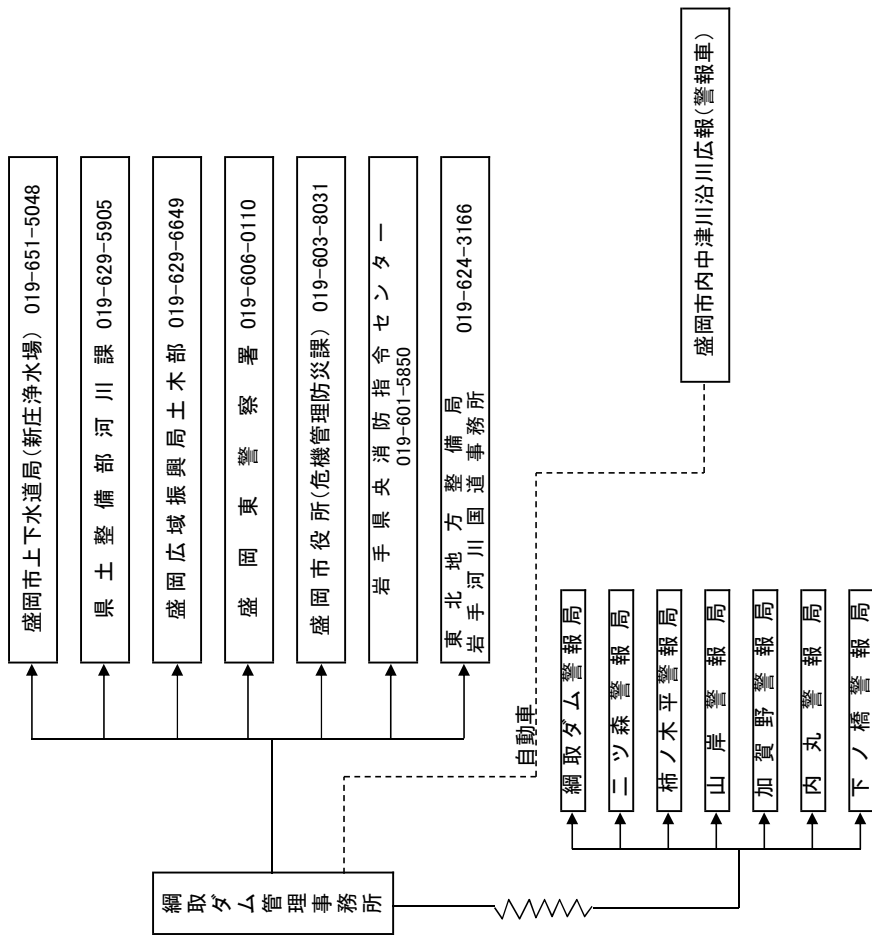 綱取ダム管理事務所
盛岡市上下水道局(新庄浄水場) 019-651-5048
県土整備部河川課 019-629-5905
盛岡広域振興局土木部 019-629-6649
盛岡東警察署 019-606-0110
盛岡市役所(危機管理防災課) 019-603-8031
岩手県央消防指令センター
019-601-5850
東北地方整備局
岩手河川国道事務所 019-624-3166
自動車
盛岡市内中津川沿川広報(警報車)
綱取ダム警報局
二ツ森警報局
柿ノ木平警報局
山岸警報局
加賀野警報局
内丸警報局
下ノ橋警報局